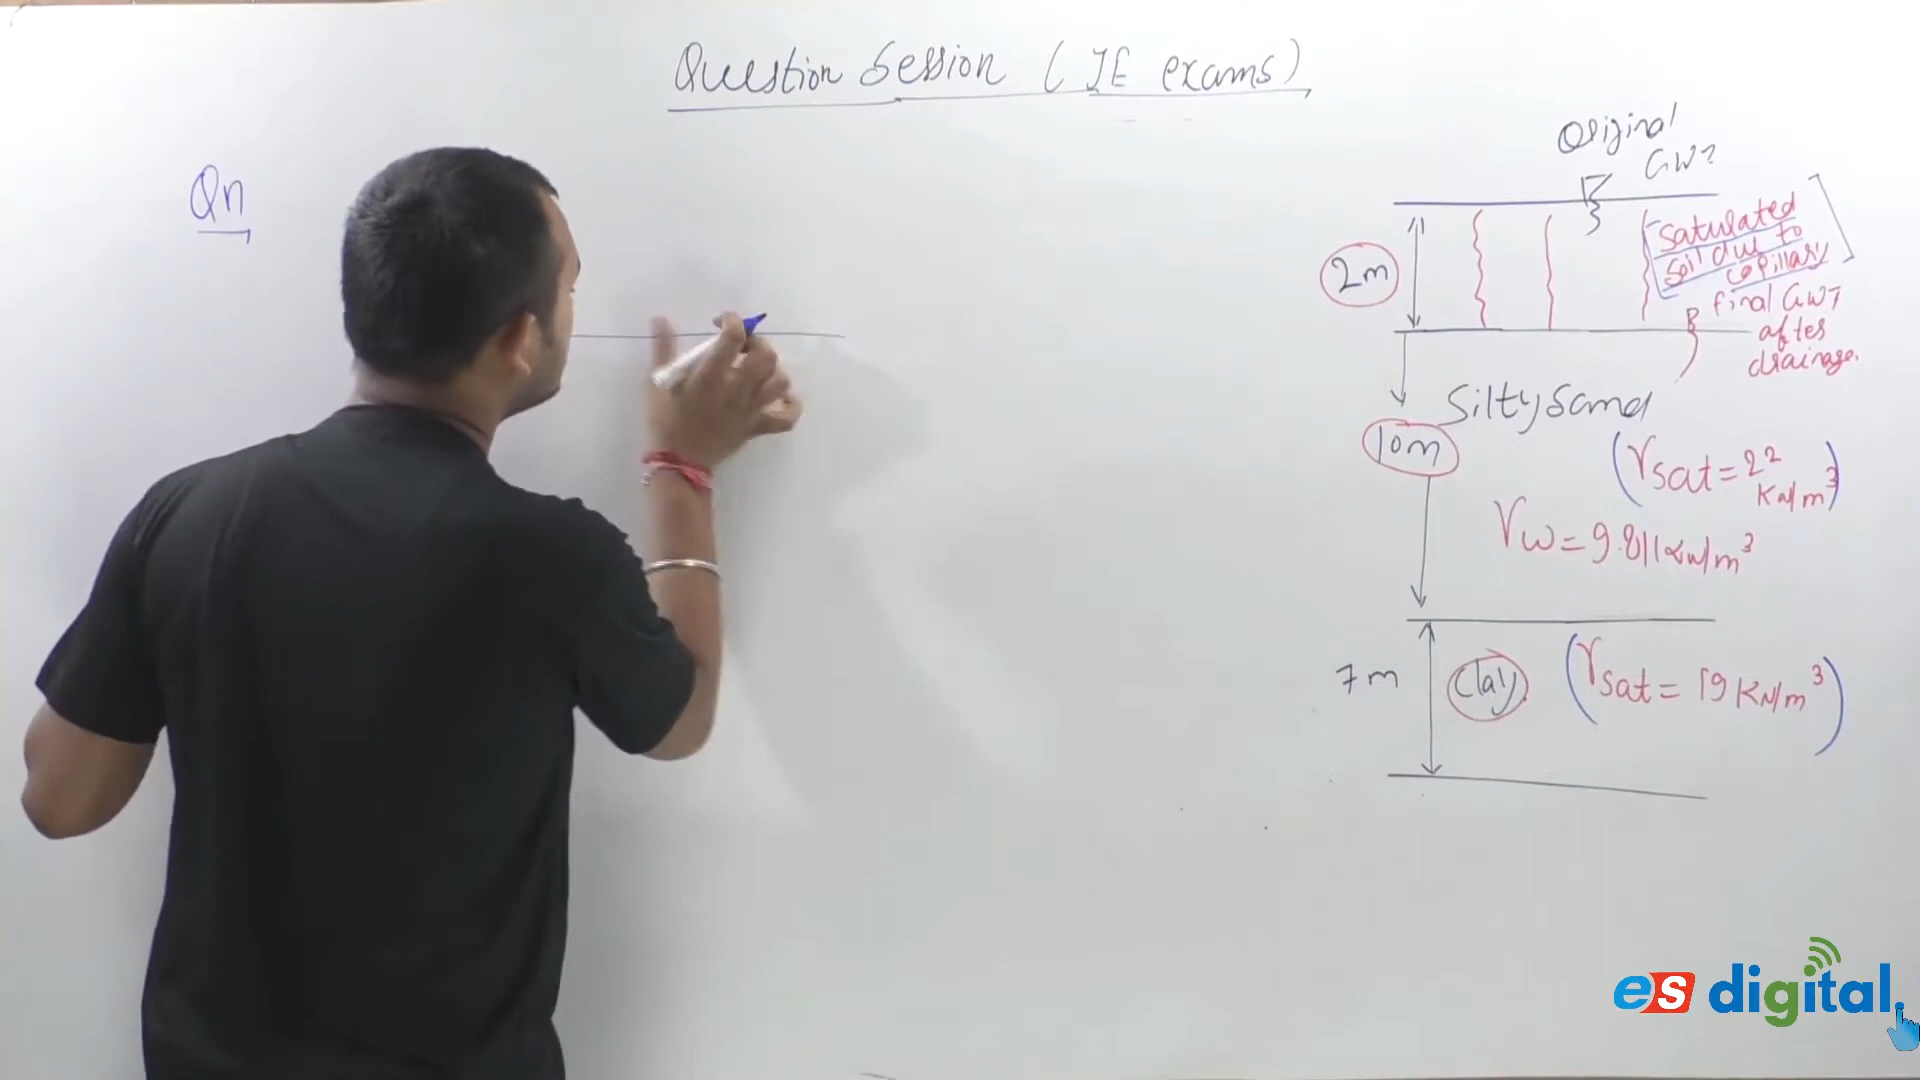 Question Session (JE exams)
Qn
Original
GWT
2m
saturated
soil due to
capillary
final GWT
after
drainage.
Silty Sand
10m
(γsat = 22
KN/m³)
γw = 9.81 KN/m³
7m
Clay
(γsat = 19 KN/m³)
es digital